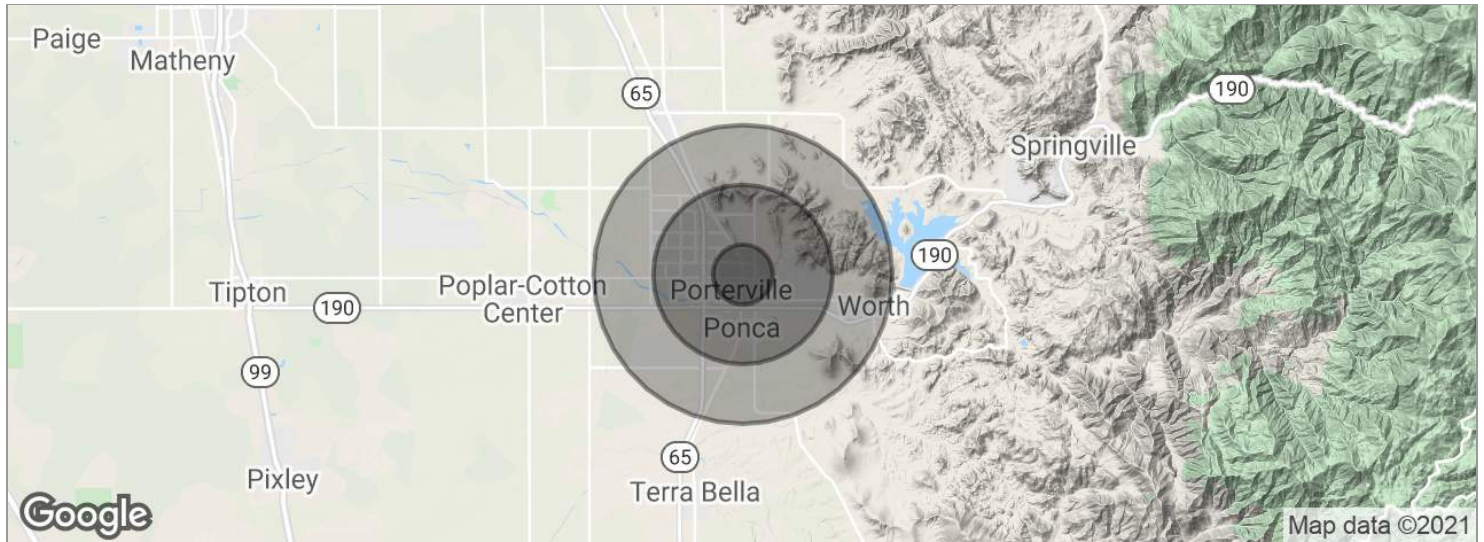 Paige
Matheny
65
190
Springville
190
Tipton
190
Poplar-Cotton
Center
Porterville
Ponca
Worth
99
65
Pixley
Terra Bella
Google
Map data ©2021